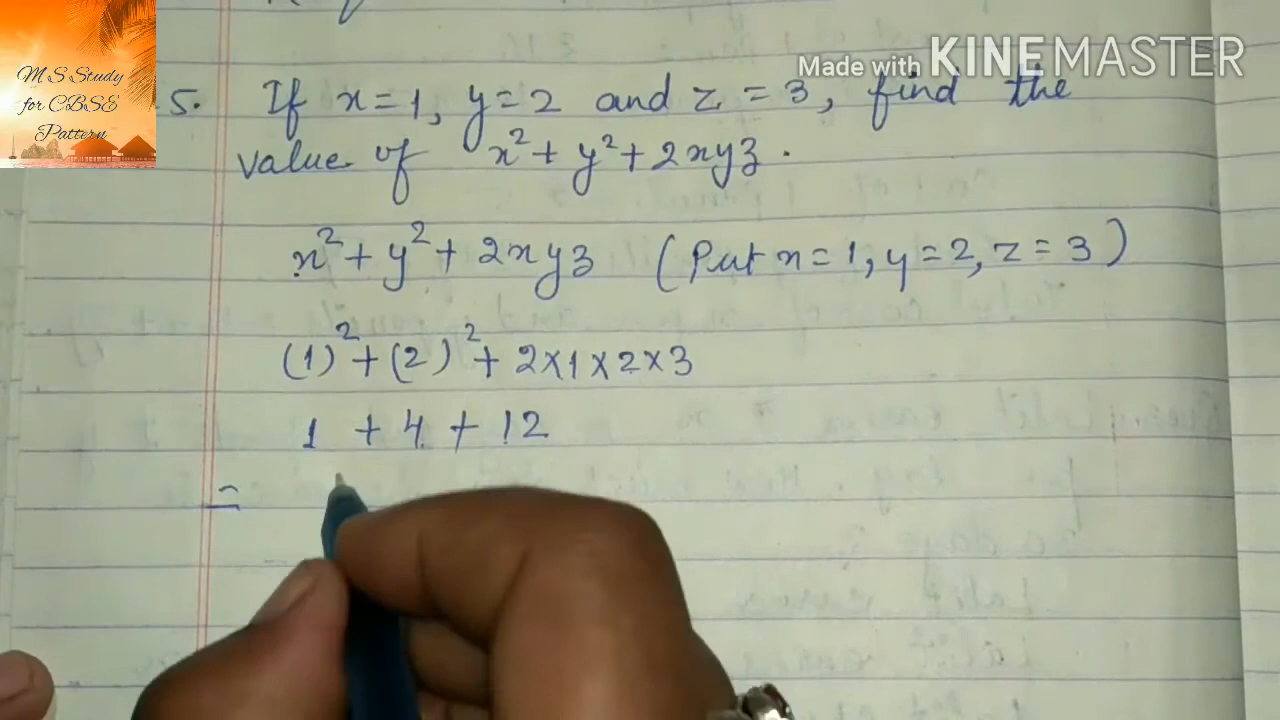 M S Study
for CBSE
Pattern
Made with KINEMASTER
5. If x=1, y=2 and z=3, find the
value of x²+y²+2xyz.
x²+y²+2xyz (Put x=1, y=2, z=3)
(1)²+(2)²+2×1×2×3
1 + 4 + 12
=